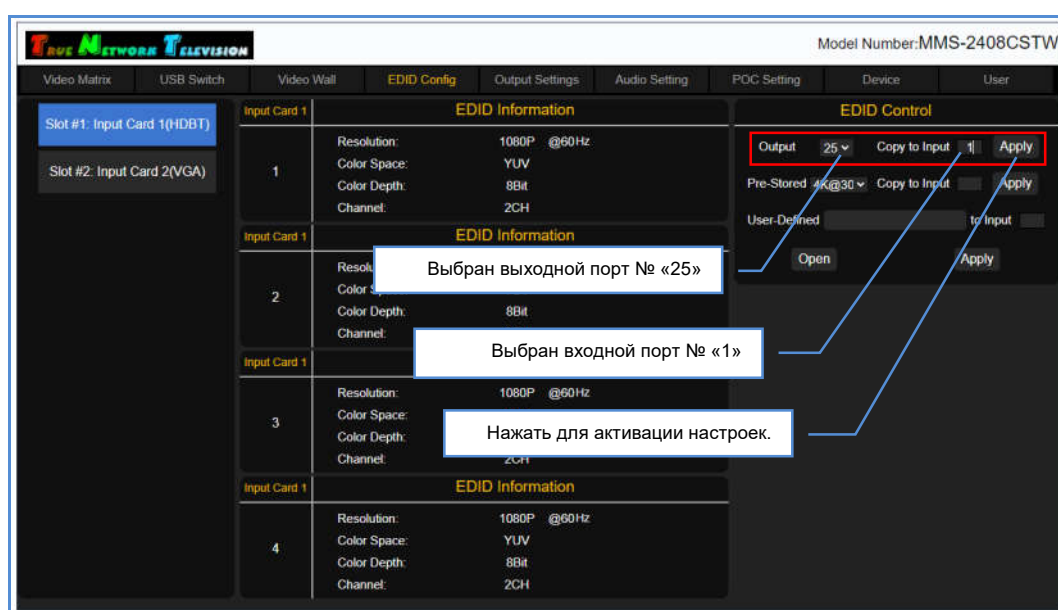 True Network Television
Model Number:MMS-2408CSTW
Video Matrix USB Switch Video Wall EDID Config Output Settings Audio Setting POC Setting Device User
Slot #1: Input Card 1(HDBT)
Slot #2: Input Card 2(VGA)
Input Card 1 EDID Information
1
Resolution: 1080P @60Hz
Color Space: YUV
Color Depth: 8Bit
Channel: 2CH
Input Card 1 EDID Information
2
Color Depth: 8Bit
Channel:
Input Card 1
3
Resolution: 1080P @60Hz
Color Space:
Color Depth:
Channel: 2CH
Input Card 1 EDID Information
4
Resolution: 1080P @60Hz
Color Space: YUV
Color Depth: 8Bit
Channel: 2CH
EDID Control
Output 25 Copy to Input 1 Apply
Pre-Stored 4K@30 Copy to Input Apply
User-Defined to Input
Open Apply
Выбран выходной порт № «25»
Выбран входной порт № «1»
Нажать для активации настроек.